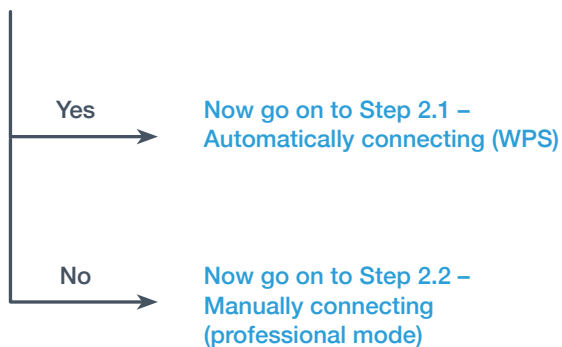 Yes
Now go on to Step 2.1 –
Automatically connecting (WPS)
No
Now go on to Step 2.2 –
Manually connecting
(professional mode)